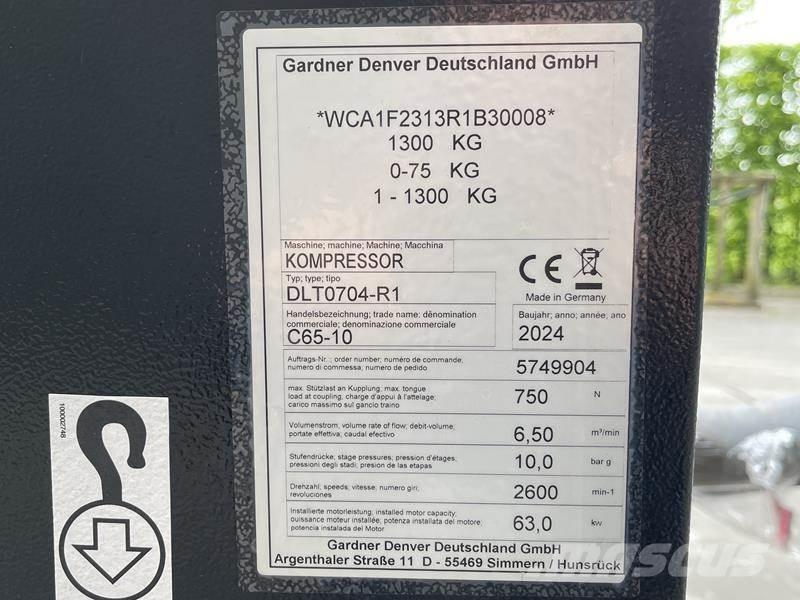 Gardner Denver Deutschland GmbH
*WCA1F2313R1B30008*
1300 KG
0-75 KG
1 - 1300 KG
Maschine; machine; Machine; Macchina
KOMPRESSOR
Typ; type; tipo
DLT0704-R1
Handelsbezeichnung; trade name; dénomination
commerciale; denominazione commerciale
C65-10
CE
Made in Germany
Baujahr; anno; année, ano
2024
Auftrags-Nr.; order number; numéro de commande;
numero di commessa; numero de pedido
5749904
max. Stützlast an Kupplung; max. tongue
load at coupling, charge d'appui à l'attelage;
carico massimo sul gancio traino
750 N
Volumenstrom, volume rate of flow; debit-volume;
portate effettiva; caudal efectivo
6,50 m³/min
Stufendrücke; stage pressures, pression d'étages;
pressioni degli stadi; presion de las etapas
10,0 bar g
Drehzahl; speeds; vitesse; numero giri;
revoluciones
2600 min-1
Installierte motorleistung; installed motor capacity;
ouissance moteur installée; potenza installata del motore;
potencia instalada del Motor
63,0 kw
Gardner Denver Deutschland GmbH
Argenthaler Straße 11 D - 55469 Simmern / Hunsrück
100002748
mascus